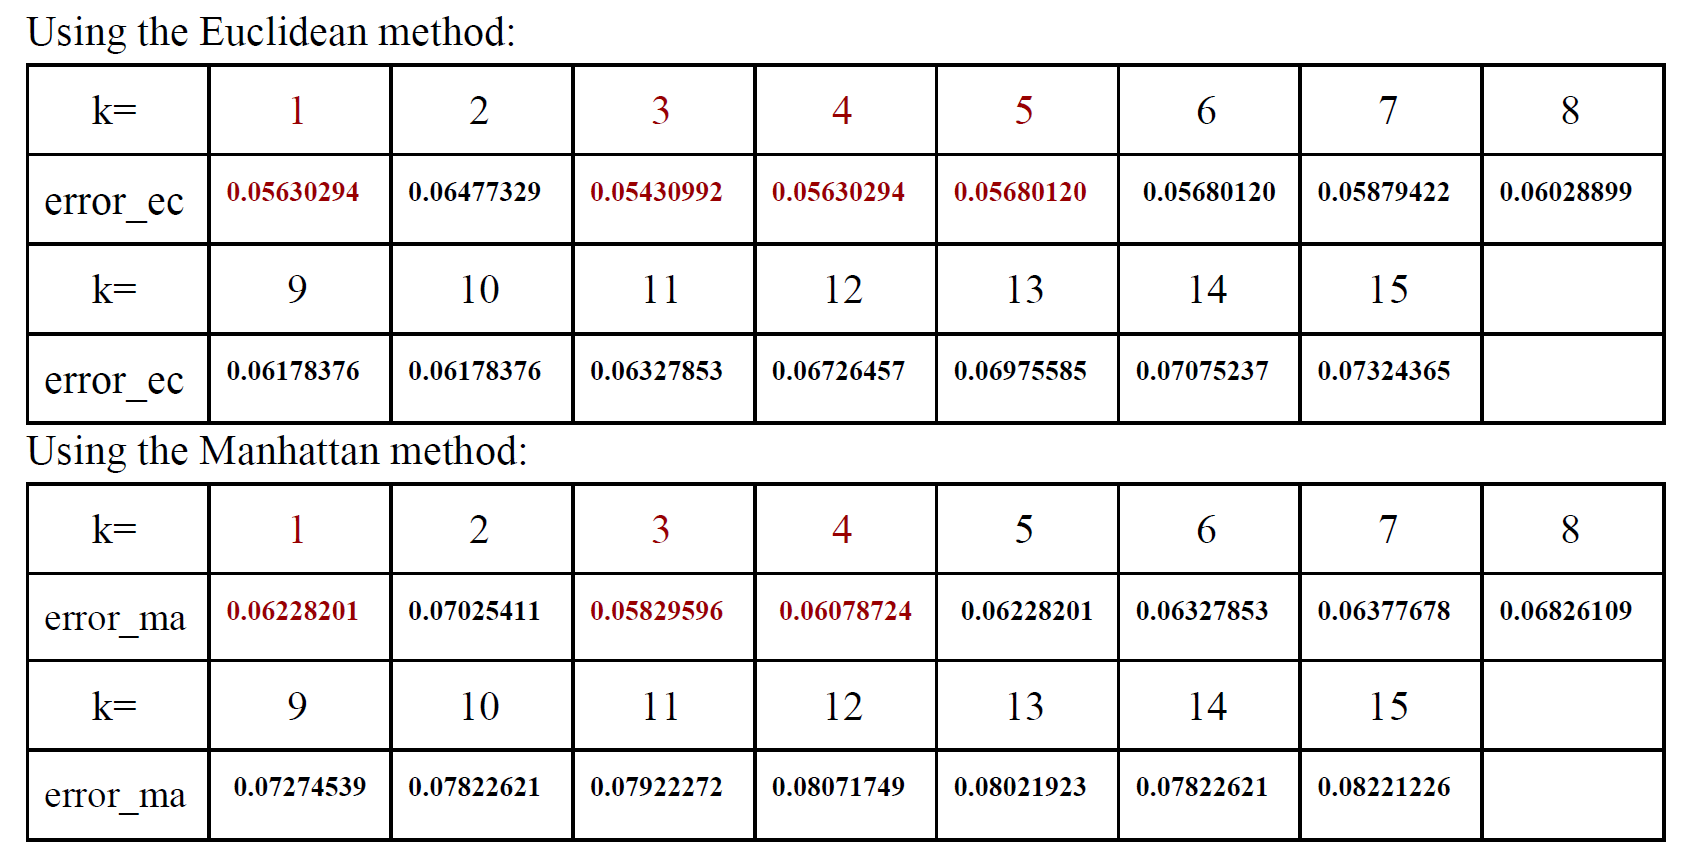 Using the Euclidean method:
k= 1 2 3 4 5 6 7 8
error_ec 0.05630294 0.06477329 0.05430992 0.05630294 0.05680120 0.05680120 0.05879422 0.06028899
k= 9 10 11 12 13 14 15
error_ec 0.06178376 0.06178376 0.06327853 0.06726457 0.06975585 0.07075237 0.07324365
Using the Manhattan method:
k= 1 2 3 4 5 6 7 8
error_ma 0.06228201 0.07025411 0.05829596 0.06078724 0.06228201 0.06327853 0.06377678 0.06826109
k= 9 10 11 12 13 14 15
error_ma 0.07274539 0.07822621 0.07922272 0.08071749 0.08021923 0.07822621 0.08221226